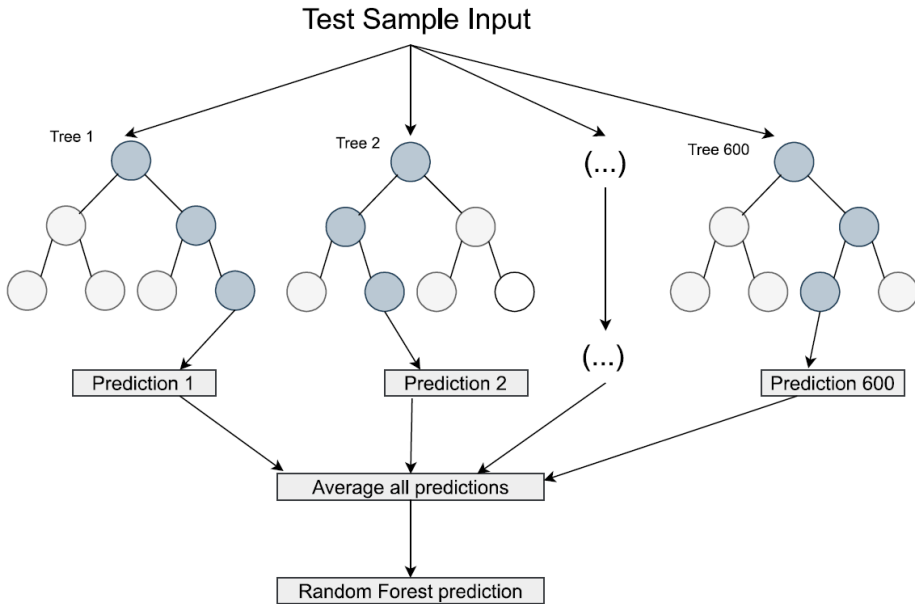 Test Sample Input
Tree 1
Tree 2
(...)
Tree 600
(...)
Prediction 1
Prediction 2
Prediction 600
Average all predictions
Random Forest prediction